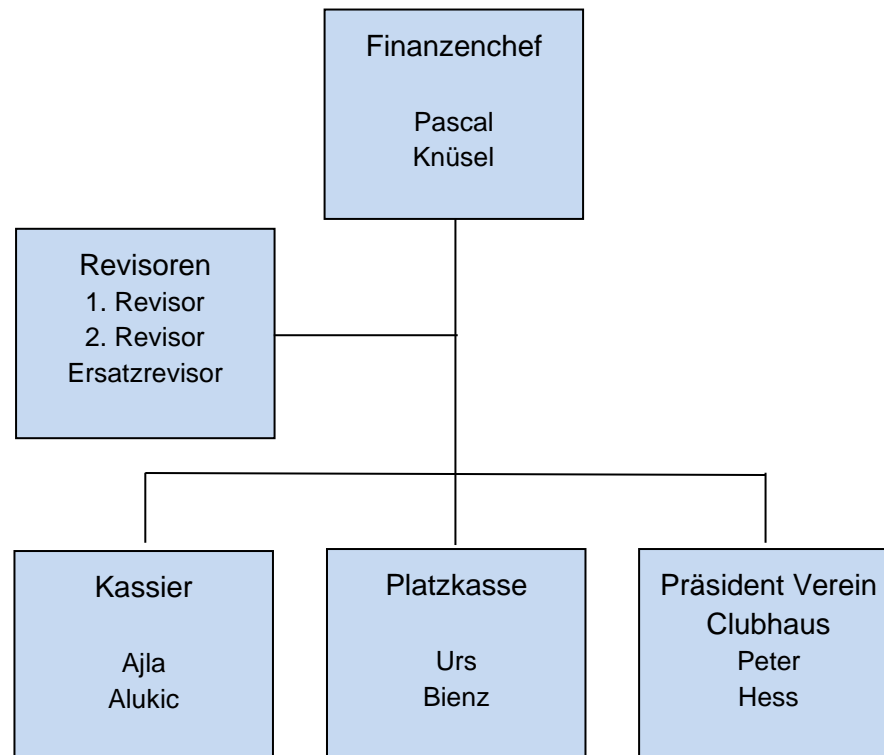 Finanzenchef
Pascal
Knüsel
Revisoren
1. Revisor
2. Revisor
Ersatzrevisor
Kassier
Ajla
Alukic
Platzkasse
Urs
Bienz
Präsident Verein
Clubhaus
Peter
Hess